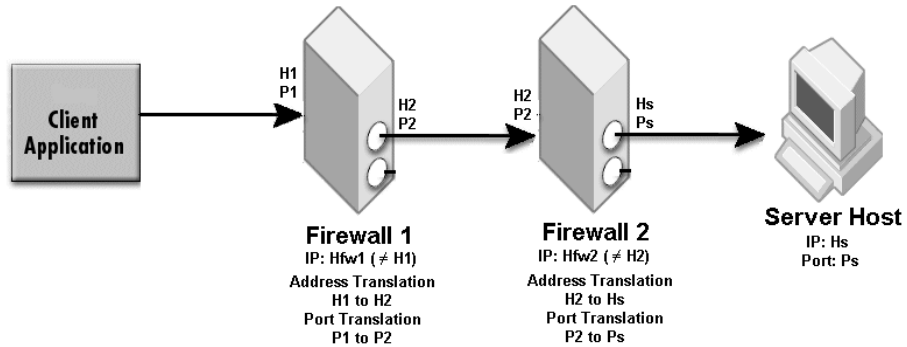 Client
Application
H1
P1
H2
P2
H2
P2
Hs
Ps
Firewall 1
IP: Hfw1 ( ≠ H1)
Address Translation
H1 to H2
Port Translation
P1 to P2
Firewall 2
IP: Hfw2 ( ≠ H2)
Address Translation
H2 to Hs
Port Translation
P2 to Ps
Server Host
IP: Hs
Port: Ps